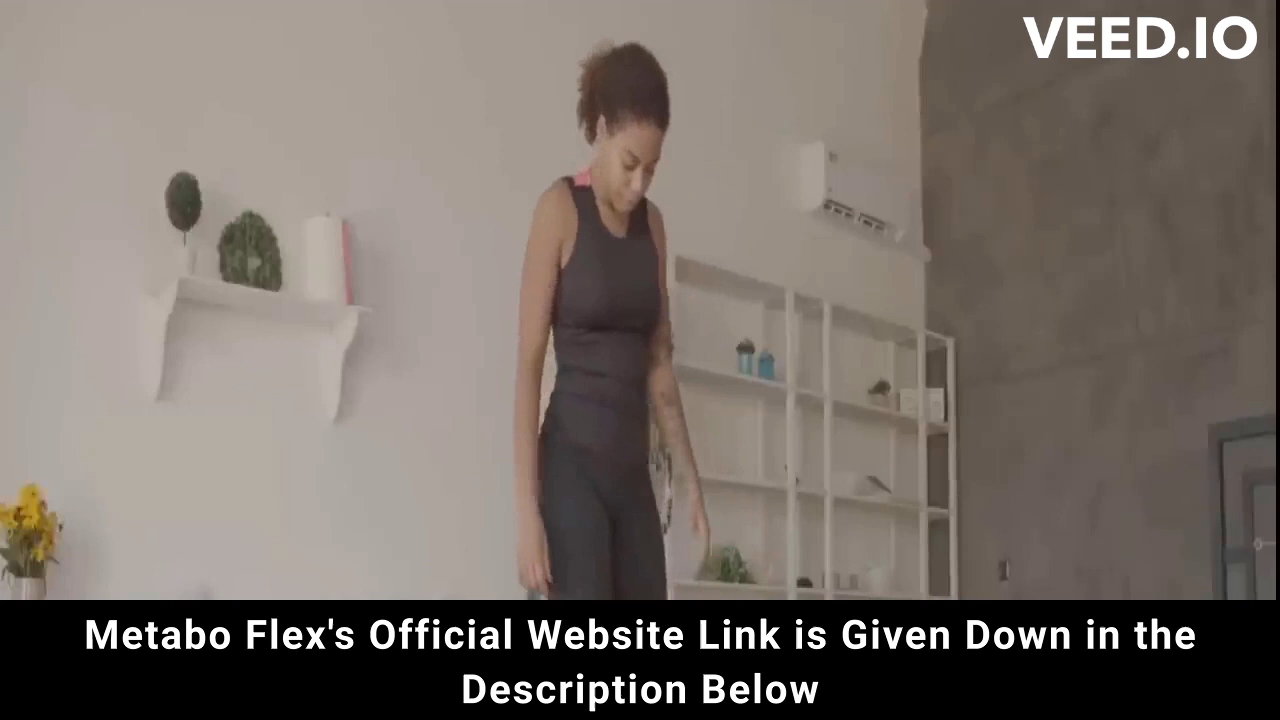 VEED.IO
Metabo Flex's Official Website Link is Given Down in the
Description Below